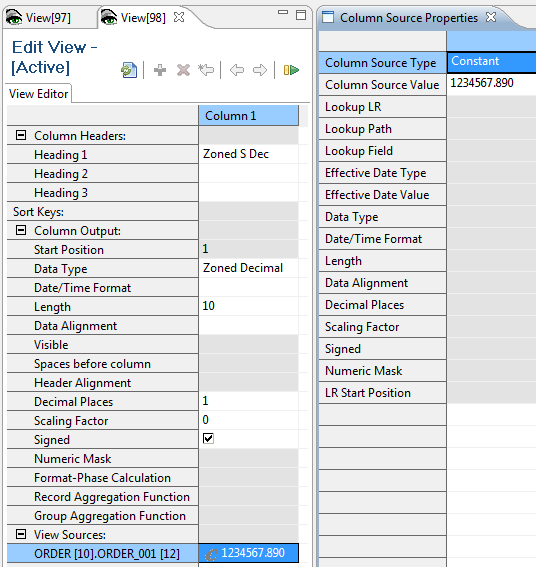 View[97]
View[98]
Edit View -
[Active]
View Editor
Column 1
Column Headers:
Heading 1 Zoned S Dec
Heading 2
Heading 3
Sort Keys:
Column Output:
Start Position 1
Data Type Zoned Decimal
Date/Time Format
Length 10
Data Alignment
Visible
Spaces before column
Header Alignment
Decimal Places 1
Scaling Factor 0
Signed
Numeric Mask
Format-Phase Calculation
Record Aggregation Function
Group Aggregation Function
View Sources:
ORDER [10].ORDER_001 [12] 1234567.890
Column Source Properties
Column Source Type Constant
Column Source Value 1234567.890
Lookup LR
Lookup Path
Lookup Field
Effective Date Type
Effective Date Value
Data Type
Date/Time Format
Length
Data Alignment
Decimal Places
Scaling Factor
Signed
Numeric Mask
LR Start Position